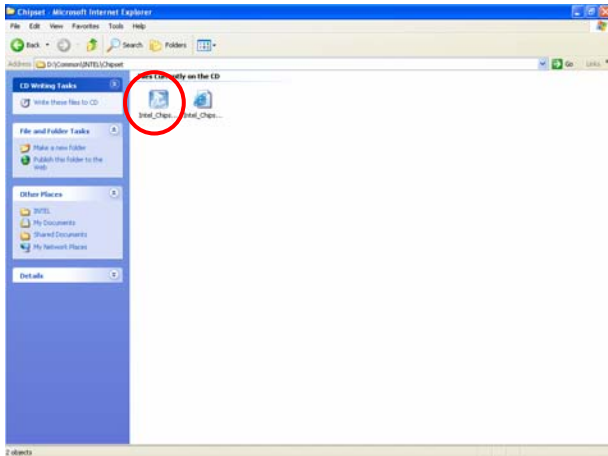 Chipset - Microsoft Internet Explorer
File Edit View Favorites Tools Help
Back Search Folders
Address D:\Common\INTEL\Chipset Go Links
CD Writing Tasks
Write these files to CD
File and Folder Tasks
Make a new folder
Publish this folder to the
Web
Other Places
INTEL
My Documents
Shared Documents
My Network Places
Details
Files Currently on the CD
Intel_Chips... Intel_Chips...
2 objects